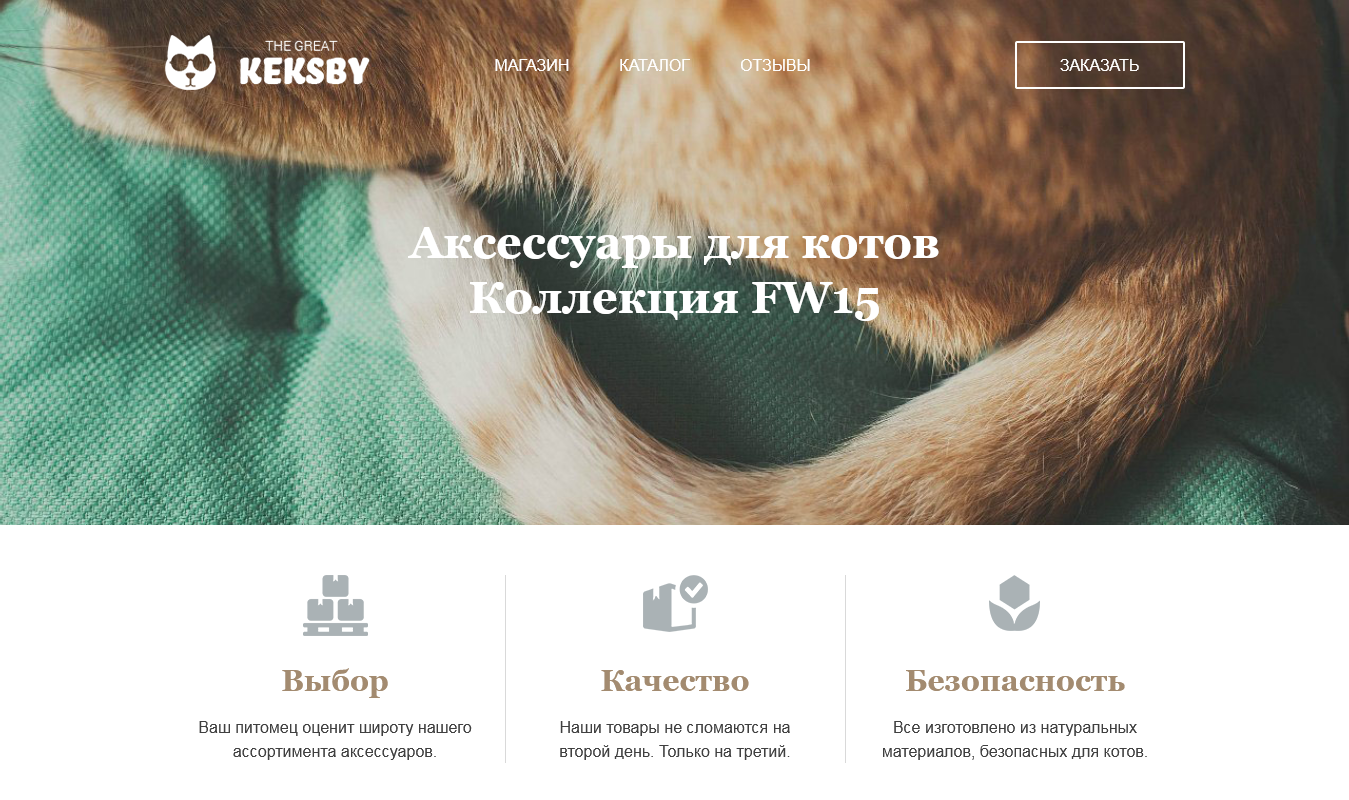 THE GREAT
KEKSBY
МАГАЗИН
КАТАЛОГ
ОТЗЫВЫ
ЗАКАЗАТЬ
Аксессуары для котов
Коллекция FW15
Выбор
Ваш питомец оценит широту нашего
ассортимента аксессуаров.
Качество
Наши товары не сломаются на
второй день. Только на третий.
Безопасность
Все изготовлено из натуральных
материалов, безопасных для котов.